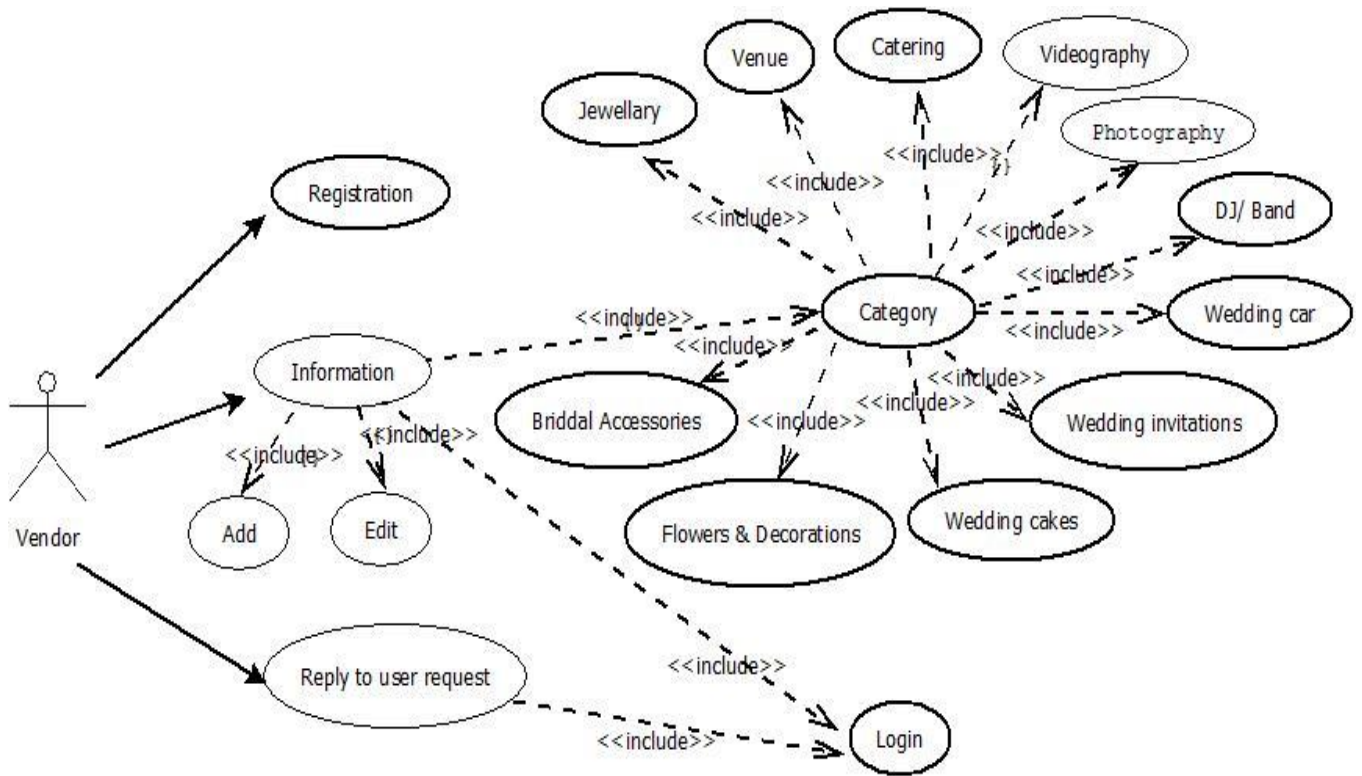 Catering
Videography
Venue
Jewellary
Photography
<<include>>
<<include>>
Registration
<<include>>
<<include>>
DJ/ Band
<<include>>
<<include>>
Category
Wedding car
<<include>>
<<include>>
<<include>>
Information
<<include>>
<<include>>
Briddal Accessories
<<include>>
Wedding invitations
<<include>>
<<include>>
Add
Edit
Vendor
Flowers & Decorations
Wedding cakes
<<include>>
Reply to user request
<<include>>
Login